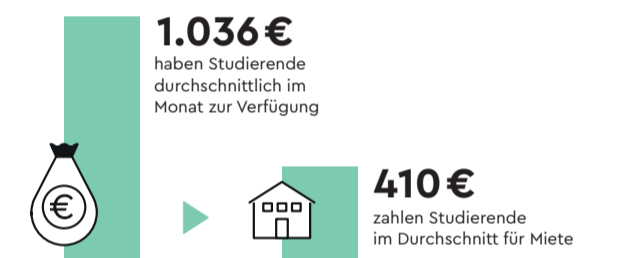 1.036 €
haben Studierende
durchschnittlich im
Monat zur Verfügung
€
410 €
zahlen Studierende
im Durchschnitt für Miete